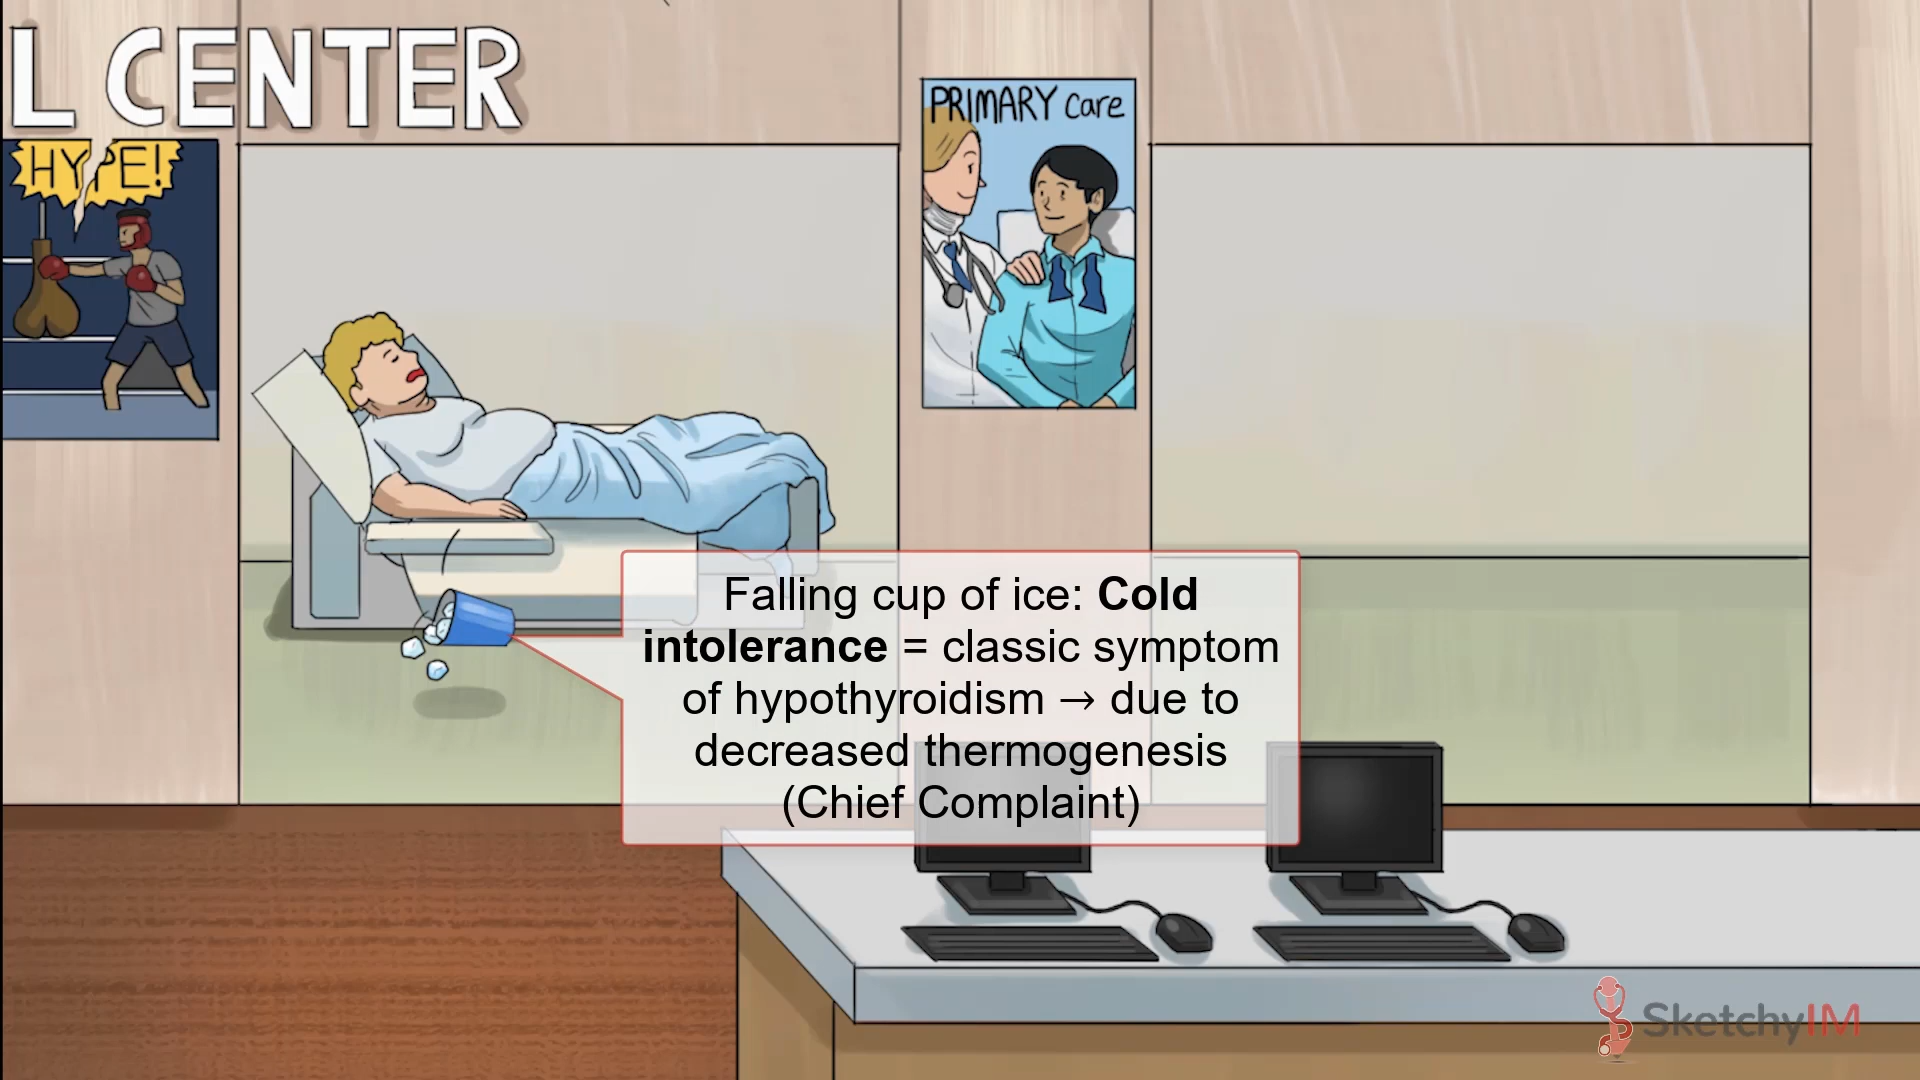 L CENTER
HYPE!
PRIMARY care
Falling cup of ice: Cold
intolerance = classic symptom
of hypothyroidism → due to
decreased thermogenesis
(Chief Complaint)
SketchyIM